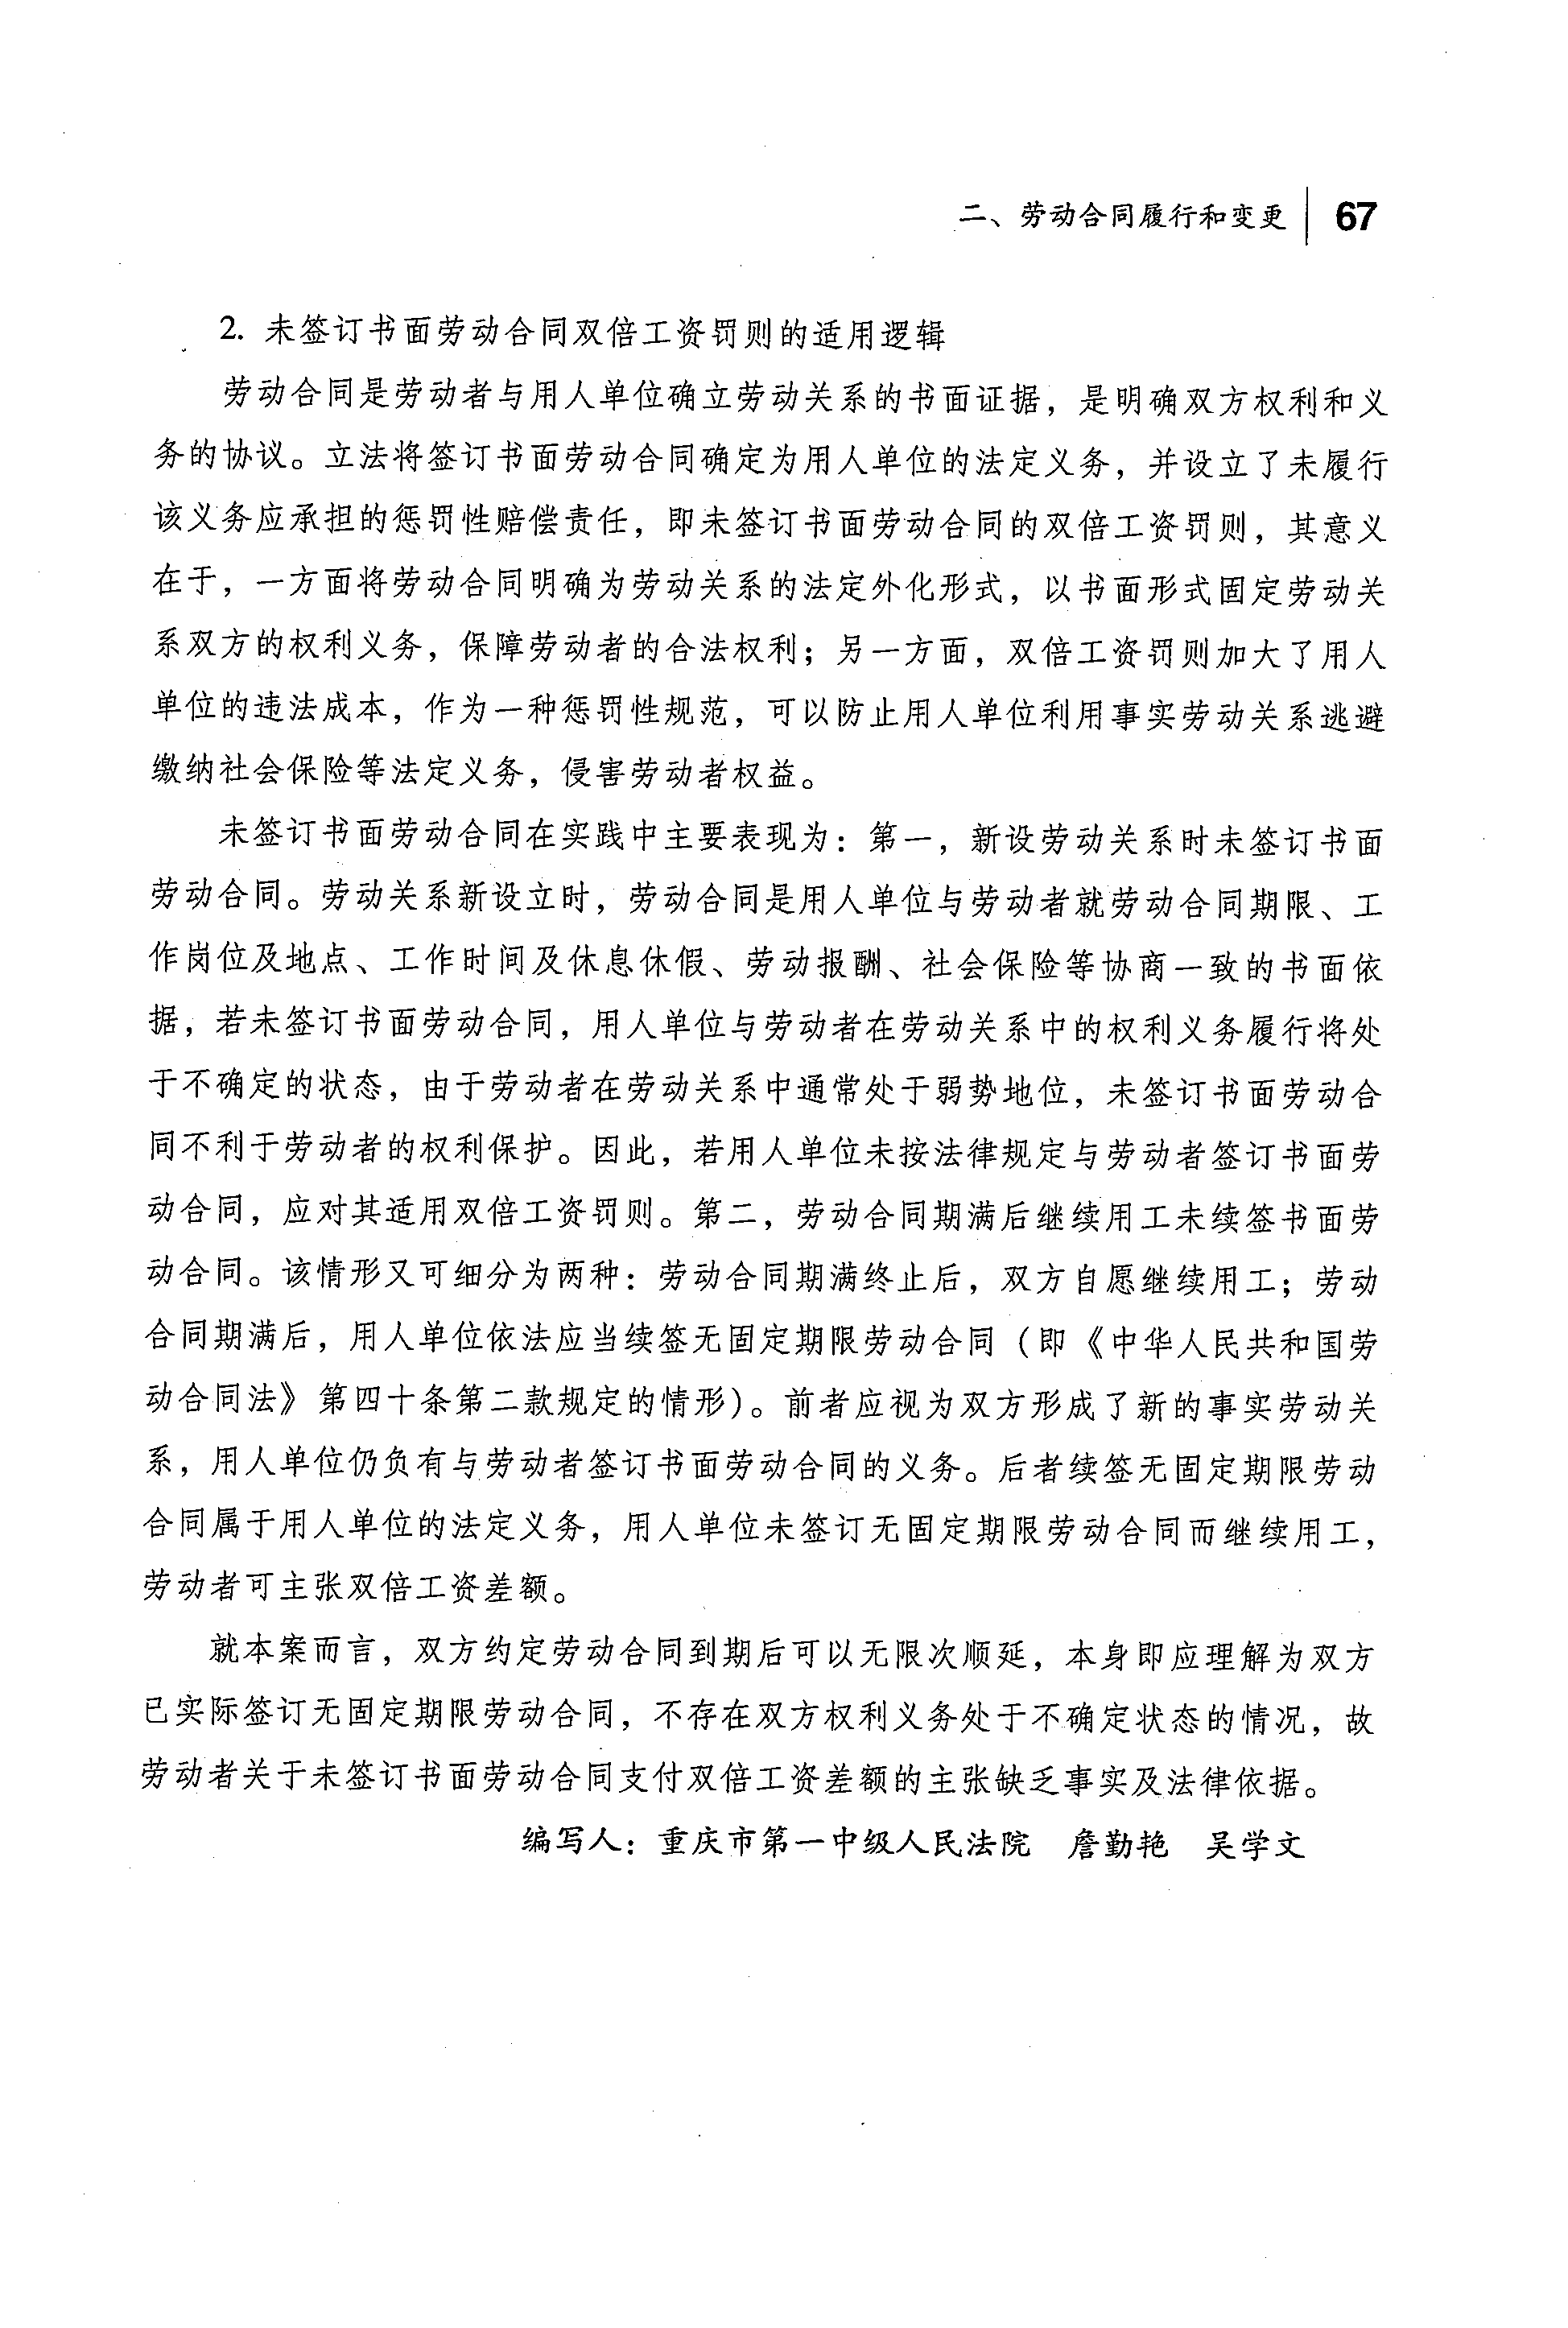 二、劳动合同履行和变更 67
2. 未签订书面劳动合同双倍工资罚则的适用逻辑
劳动合同是劳动者与用人单位确立劳动关系的书面证据，是明确双方权利和义
务的协议。立法将签订书面劳动合同确定为用人单位的法定义务，并设立了未履行
该义务应承担的惩罚性赔偿责任，即未签订书面劳动合同的双倍工资罚则，其意义
在于，一方面将劳动合同明确为劳动关系的法定外化形式，以书面形式固定劳动关
系双方的权利义务，保障劳动者的合法权利；另一方面，双倍工资罚则加大了用人
单位的违法成本，作为一种惩罚性规范，可以防止用人单位利用事实劳动关系逃避
缴纳社会保险等法定义务，侵害劳动者权益。
未签订书面劳动合同在实践中主要表现为：第一，新设劳动关系时未签订书面
劳动合同。劳动关系新设立时，劳动合同是用人单位与劳动者就劳动合同期限、工
作岗位及地点、工作时间及休息休假、劳动报酬、社会保险等协商一致的书面依
据，若未签订书面劳动合同，用人单位与劳动者在劳动关系中的权利义务履行将处
于不确定的状态，由于劳动者在劳动关系中通常处于弱势地位，未签订书面劳动合
同不利于劳动者的权利保护。因此，若用人单位未按法律规定与劳动者签订书面劳
动合同，应对其适用双倍工资罚则。第二，劳动合同期满后继续用工未续签书面劳
动合同。该情形又可细分为两种：劳动合同期满终止后，双方自愿继续用工；劳动
合同期满后，用人单位依法应当续签无固定期限劳动合同（即《中华人民共和国劳
动合同法》第四十条第二款规定的情形）。前者应视为双方形成了新的事实劳动关
系，用人单位仍负有与劳动者签订书面劳动合同的义务。后者续签无固定期限劳动
合同属于用人单位的法定义务，用人单位未签订无固定期限劳动合同而继续用工，
劳动者可主张双倍工资差额。
就本案而言，双方约定劳动合同到期后可以无限次顺延，本身即应理解为双方
已实际签订无固定期限劳动合同，不存在双方权利义务处于不确定状态的情况，故
劳动者关于未签订书面劳动合同支付双倍工资差额的主张缺乏事实及法律依据。
编写人：重庆市第一中级人民法院 詹勤艳 吴学文